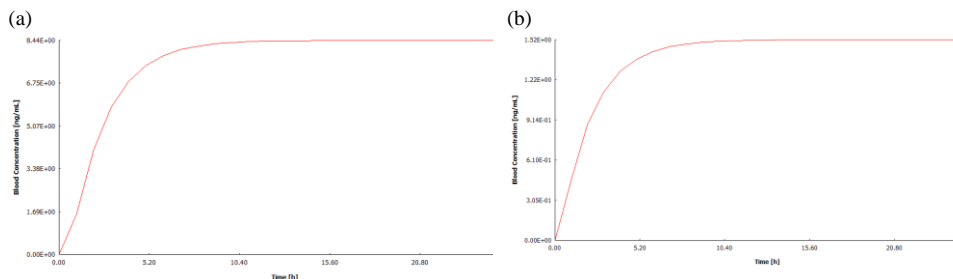 (a)
8.44E+00
6.75E+00
5.07E+00
3.38E+00
1.69E+00
0.00E+00
Blood Concentration [ng/mL]
0.00
5.20
10.40
15.60
20.80
Time [h]
(b)
1.52E+00
1.22E+00
9.14E-01
6.10E-01
3.05E-01
0.00E+00
Blood Concentration [ng/mL]
0.00
5.20
10.40
15.60
20.80
Time [h]